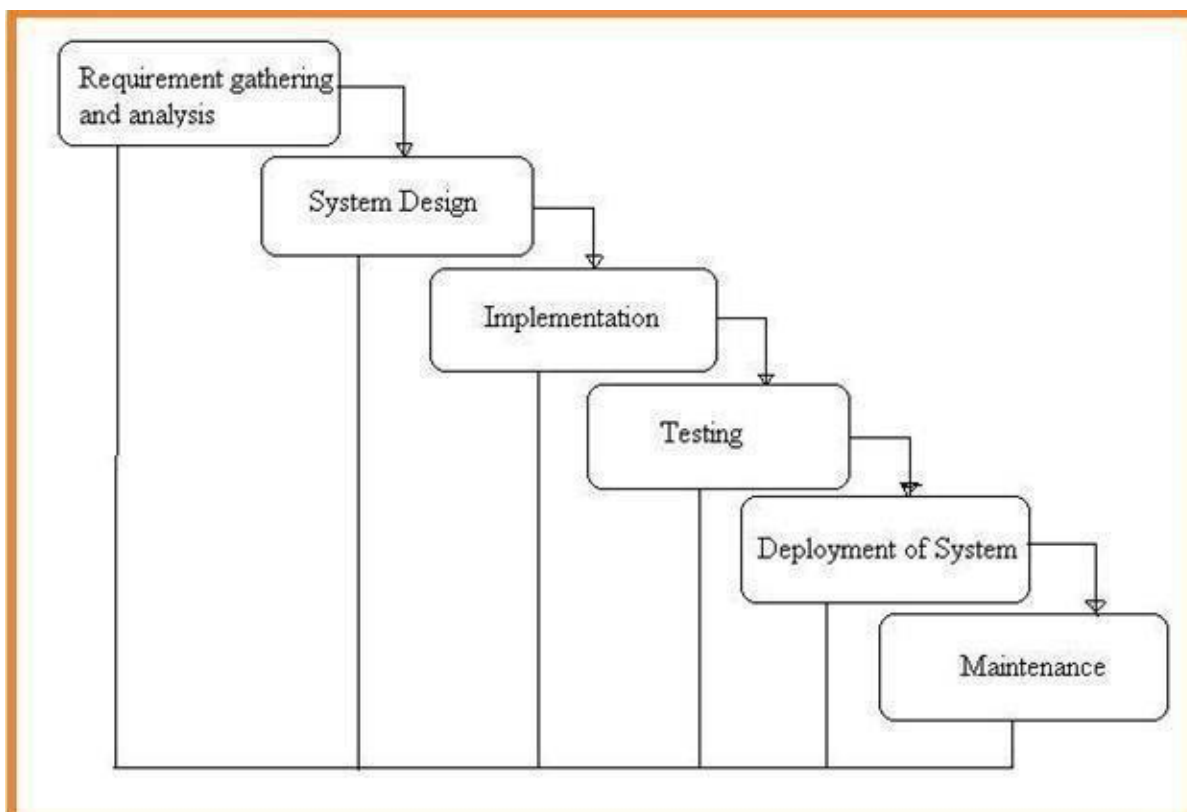 Requirement gathering
and analysis
System Design
Implementation
Testing
Deployment of System
Maintenance